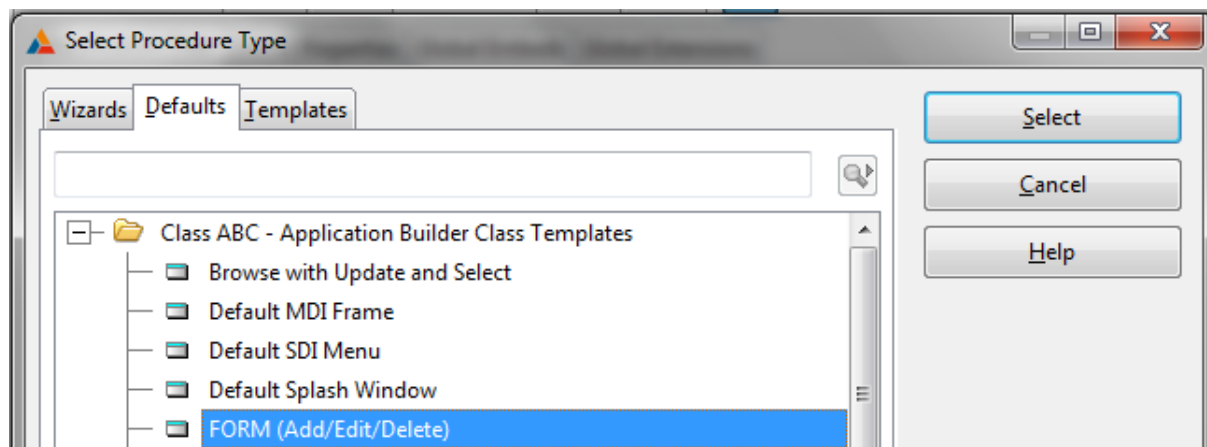 Select Procedure Type
Wizards Defaults Templates
Select
Cancel
Class ABC - Application Builder Class Templates
Help
Browse with Update and Select
Default MDI Frame
Default SDI Menu
Default Splash Window
FORM (Add/Edit/Delete)